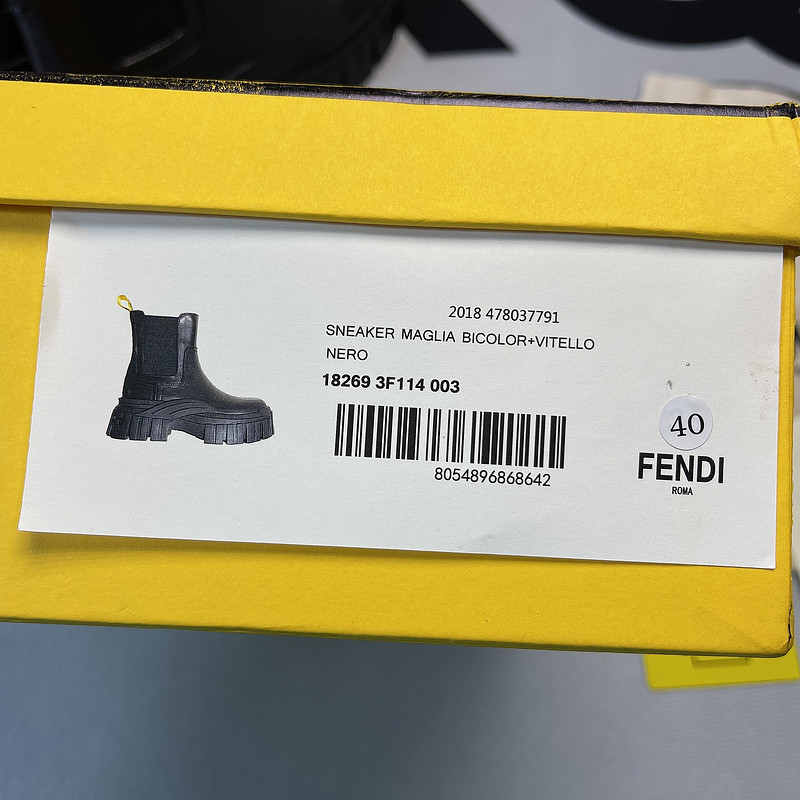 2018 478037791
SNEAKER MAGLIA BICOLOR+VITELLO
NERO
18269 3F114 003
8054896868642
40
FENDI
ROMA